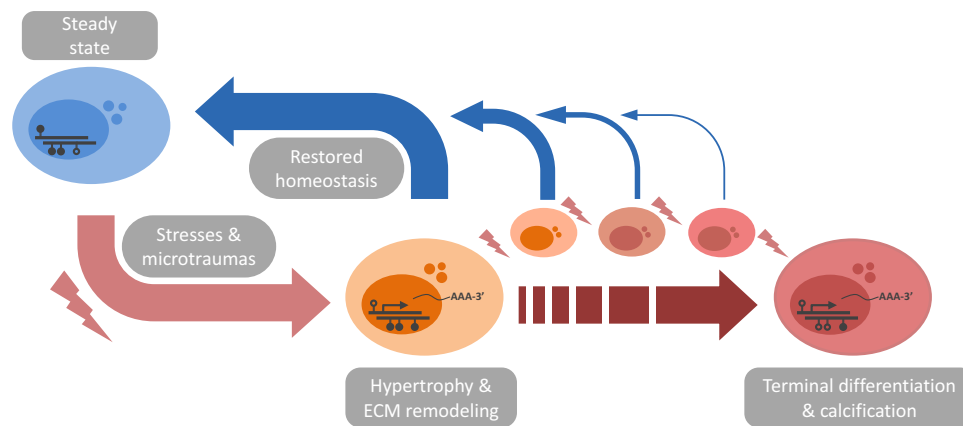 Steady
state
Restored
homeostasis
Stresses &
microtraumas
AAA-3’
AAA-3’
Hypertrophy &
ECM remodeling
Terminal differentiation
& calcification